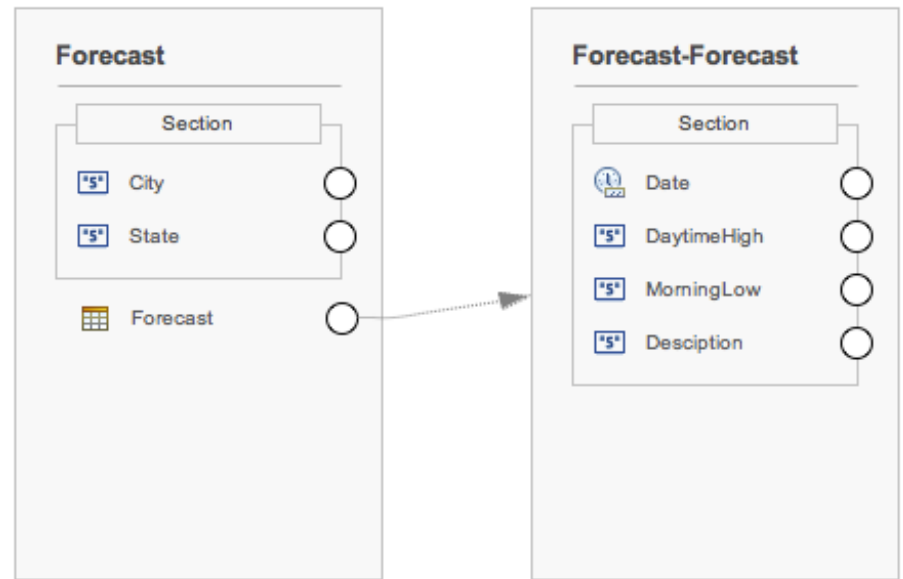 Forecast
Section
"S" City
"S" State
Forecast
Forecast-Forecast
Section
Date
"S" DaytimeHigh
"S" MorningLow
"S" Desciption